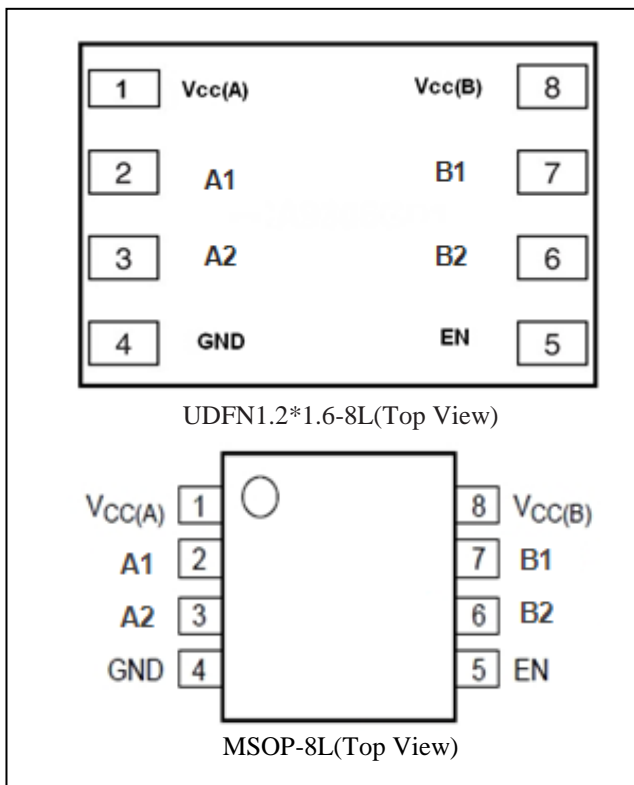 1 Vcc(A) Vcc(B) 8
2 A1 B1 7
3 A2 B2 6
4 GND EN 5
UDFN1.2*1.6-8L(Top View)
VCC(A) 1 8 VCC(B)
A1 2 7 B1
A2 3 6 B2
GND 4 5 EN
MSOP-8L(Top View)